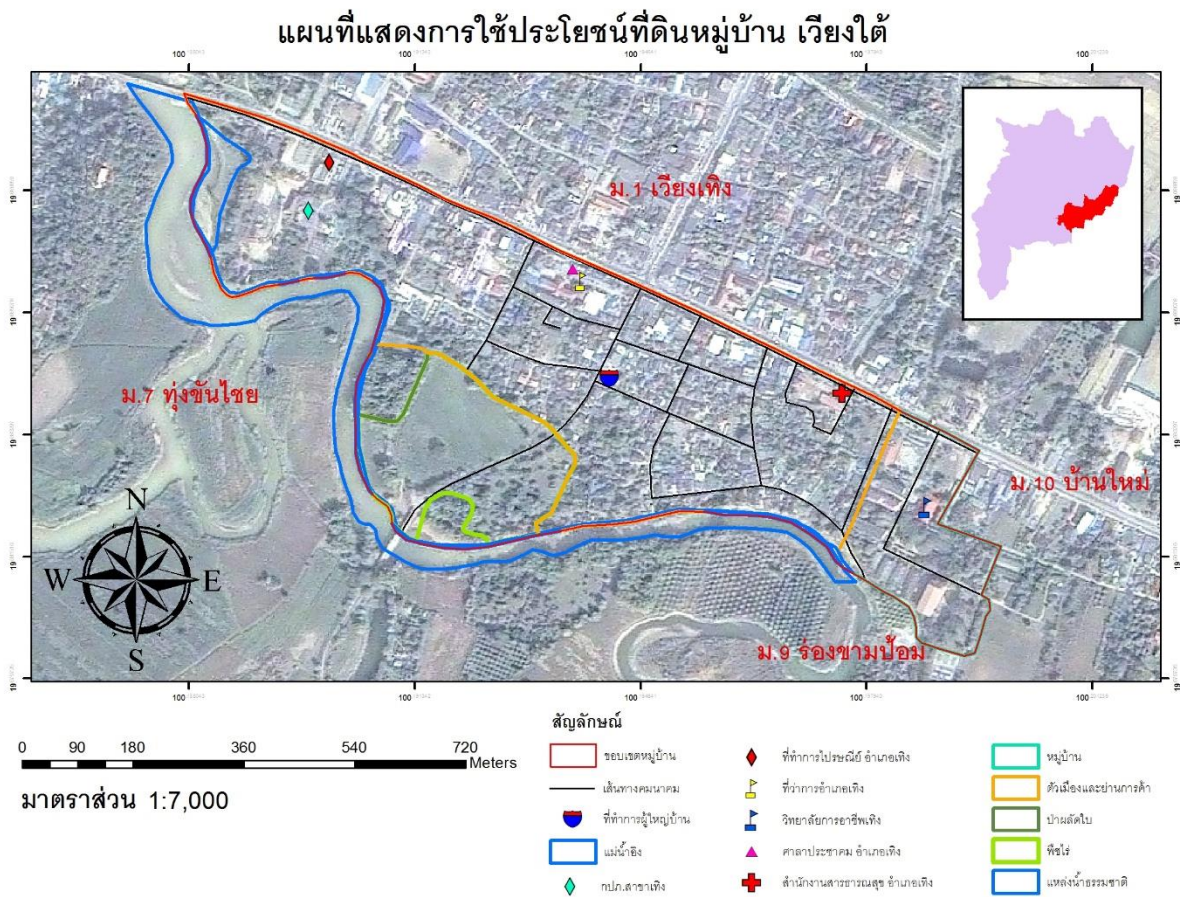 แผนที่แสดงการใช้ประโยชน์ที่ดินหมู่บ้าน เวียงใต้
ม.1 เวียงเทิง
ม.7 ทุ่งขันไชย
ม.10 บ้านใหม่
ม.9 ร่องขามป้อม
N
W E
S
0 90 180 360 540 720
Meters
มาตราส่วน 1:7,000
สัญลักษณ์
ขอบเขตหมู่บ้าน
เส้นทางคมนาคม
ที่ทำการผู้ใหญ่บ้าน
แม่น้ำอิง
กปภ.สาขาเทิง
ที่ทำการไปรษณีย์ อำเภอเทิง
ที่ว่าการอำเภอเทิง
วิทยาลัยการอาชีพเทิง
ศาลาประชาคม อำเภอเทิง
สำนักงานสารธารณสุข อำเภอเทิง
หมู่บ้าน
ตัวเมืองและย่านการค้า
ป่าผลัดใบ
พืชไร่
แหล่งน้ำธรรมชาติ